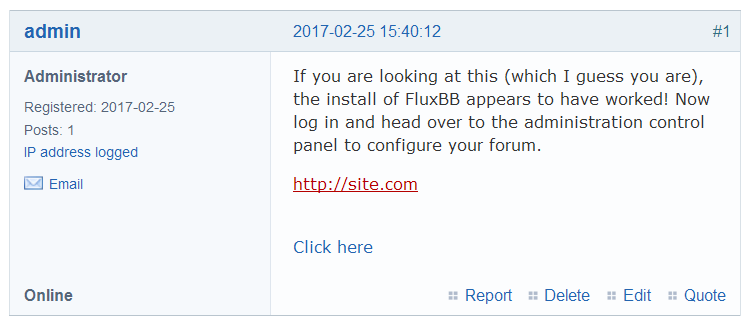 admin 2017-02-25 15:40:12 #1
Administrator
Registered: 2017-02-25
Posts: 1
IP address logged
Email
If you are looking at this (which I guess you are),
the install of FluxBB appears to have worked! Now
log in and head over to the administration control
panel to configure your forum.
http://site.com
Click here
Online Report Delete Edit Quote